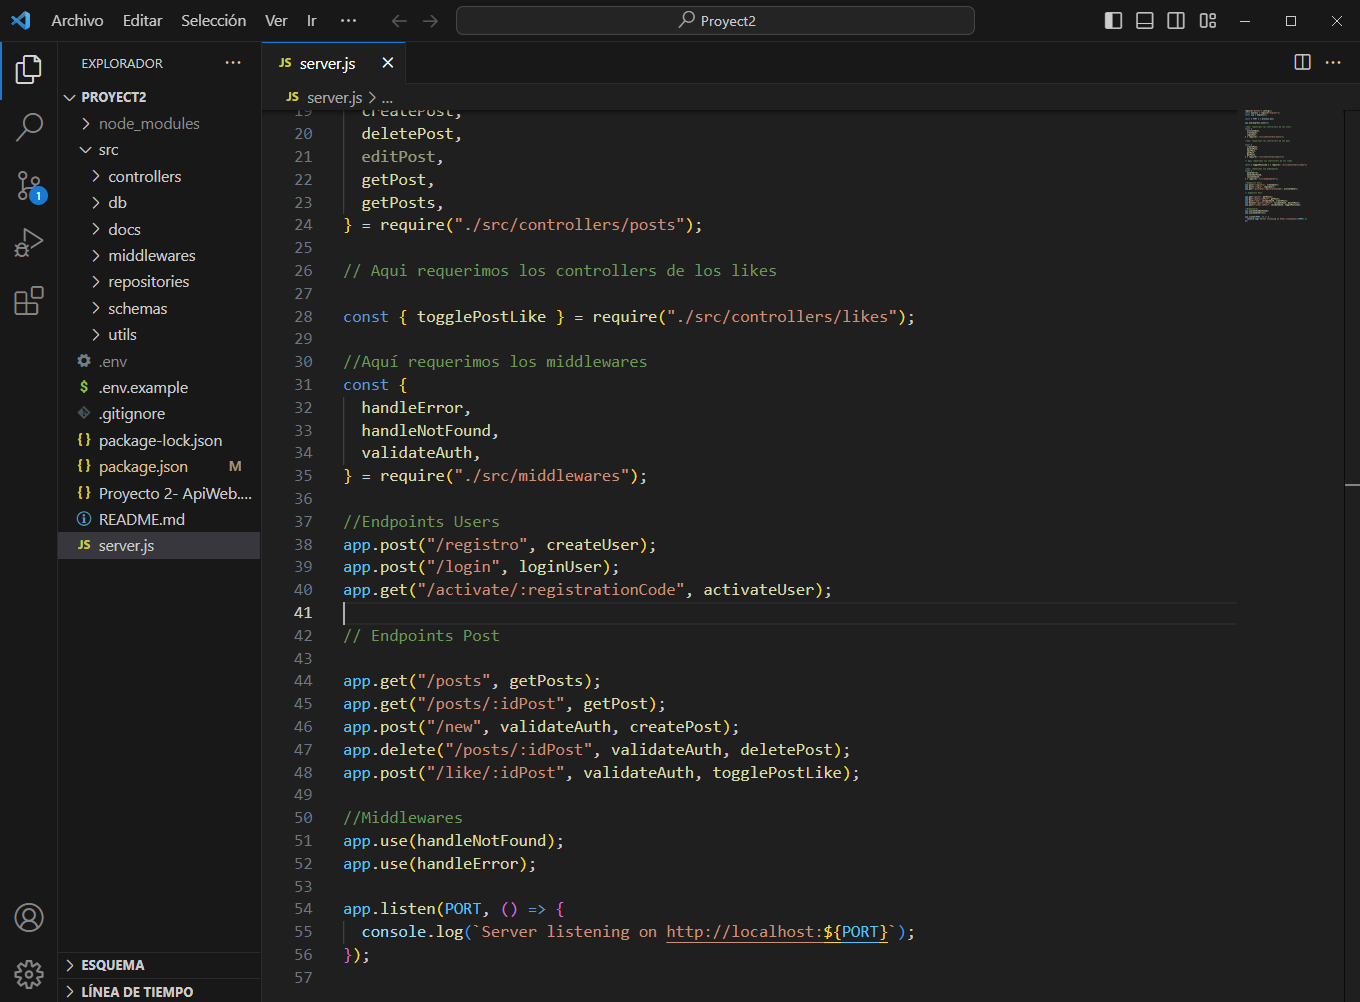 Archivo Editar Selección Ver Ir ··· Proyect2
EXPLORADOR ···
PROYECT2
node_modules
src
controllers
db
docs
middlewares
repositories
schemas
utils
.env
.env.example
.gitignore
package-lock.json
package.json M
Proyecto 2- ApiWeb....
README.md
server.js
ESQUEMA
LÍNEA DE TIEMPO
1
JS server.js
JS server.js > ...
19 createPost,
20 deletePost,
21 editPost,
22 getPost,
23 getPosts,
24 } = require("./src/controllers/posts");
25
26 // Aqui requerimos los controllers de los likes
27
28 const { togglePostLike } = require("./src/controllers/likes");
29
30 //Aquí requerimos los middlewares
31 const {
32 handleError,
33 handleNotFound,
34 validateAuth,
35 } = require("./src/middlewares");
36
37 //Endpoints Users
38 app.post("/registro", createUser);
39 app.post("/login", loginUser);
40 app.get("/activate/:registrationCode", activateUser);
41
42 // Endpoints Post
43
44 app.get("/posts", getPosts);
45 app.get("/posts/:idPost", getPost);
46 app.post("/new", validateAuth, createPost);
47 app.delete("/posts/:idPost", validateAuth, deletePost);
48 app.post("/like/:idPost", validateAuth, togglePostLike);
49
50 //Middlewares
51 app.use(handleNotFound);
52 app.use(handleError);
53
54 app.listen(PORT, () => {
55 console.log(`Server listening on http://localhost:${PORT}`);
56 });
57